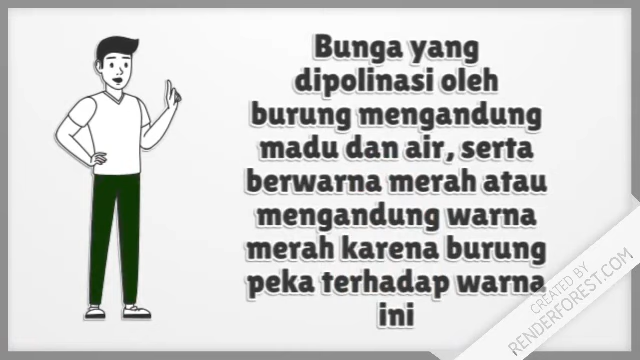 Bunga yang
dipolinasi oleh
burung mengandung
madu dan air, serta
berwarna merah atau
mengandung warna
merah karena burung
peka terhadap warna
ini
CREATED BY
RENDERFOREST.COM